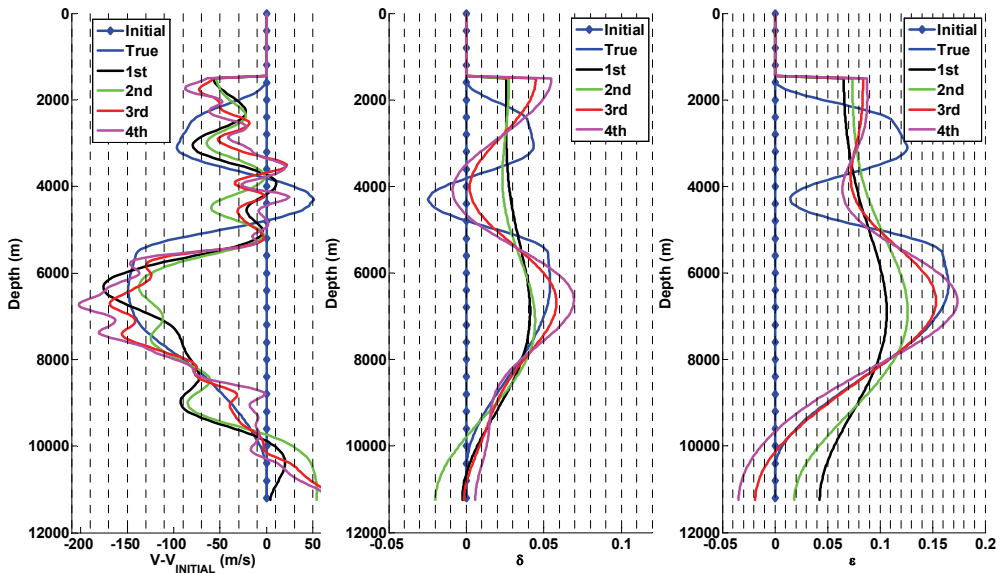 0
2000
4000
6000
8000
10000
12000
Depth (m)
-200
-150
-100
-50
0
50
V-VINITIAL (m/s)
Initial
True
1st
2nd
3rd
4th
0
2000
4000
6000
8000
10000
12000
Depth (m)
-0.05
0
0.05
0.1
δ
Initial
True
1st
2nd
3rd
4th
0
2000
4000
6000
8000
10000
12000
Depth (m)
-0.05
0
0.05
0.1
0.15
0.2
ε
Initial
True
1st
2nd
3rd
4th